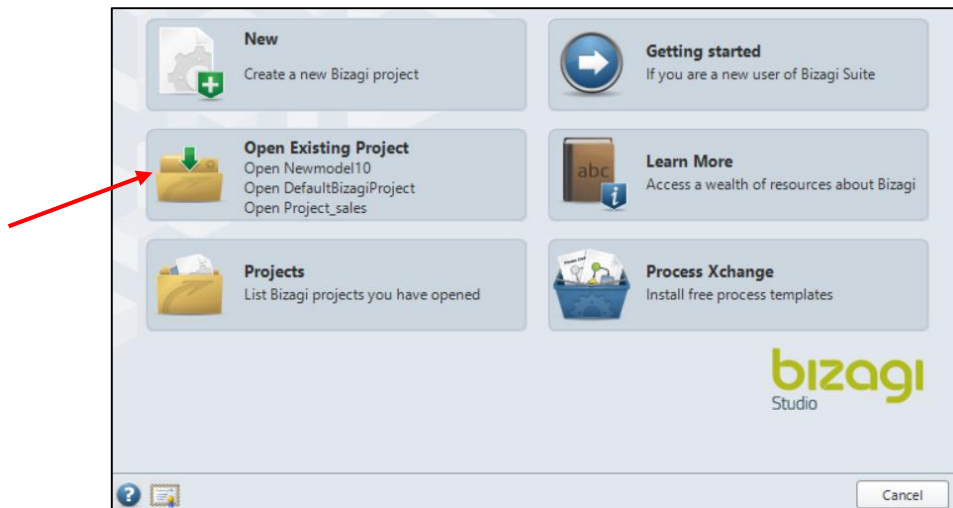 New
Create a new Bizagi project
Getting started
If you are a new user of Bizagi Suite
Open Existing Project
Open Newmodel10
Open DefaultBizagiProject
Open Project_sales
abc
Learn More
Access a wealth of resources about Bizagi
Projects
List Bizagi projects you have opened
Process Xchange
Install free process templates
bizagi
Studio
Cancel